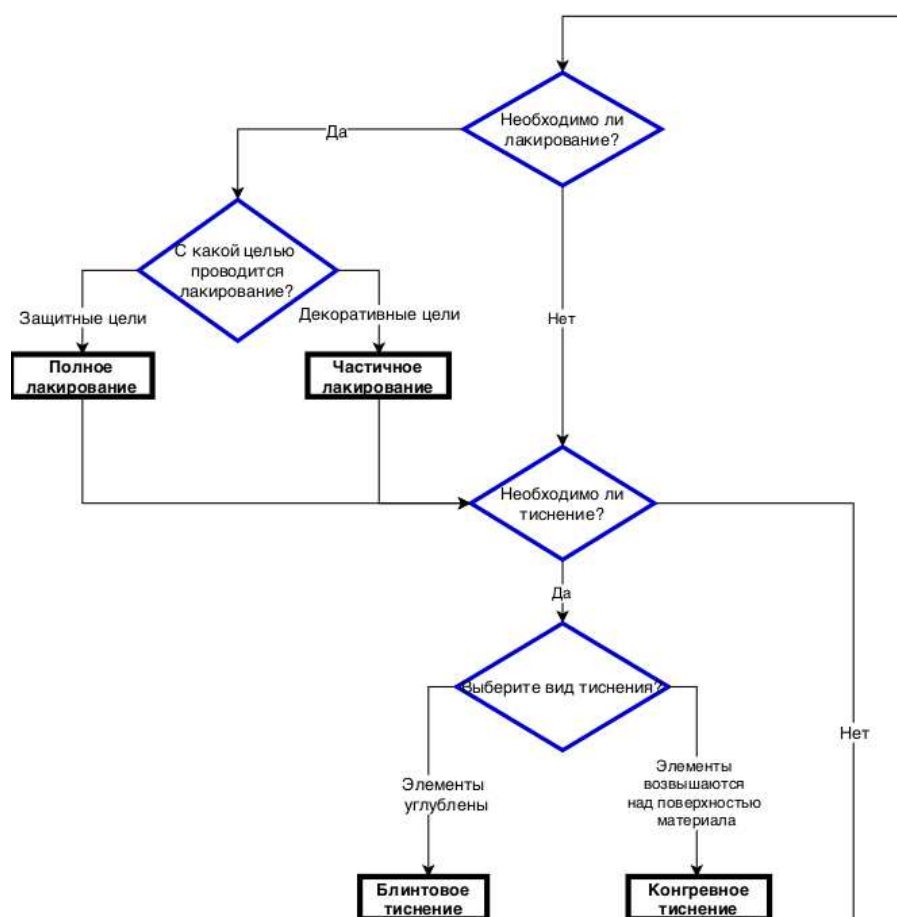 Необходимо ли
лакирование?
Да
С какой целью
проводится
лакирование?
Защитные цели
Декоративные цели
Нет
Полное
лакирование
Частичное
лакирование
Необходимо ли
тиснение?
Да
Выберите вид тиснения?
Нет
Элементы
углублены
Элементы
возвышаются
над поверхностью
материала
Блинтовое
тиснение
Конгревное
тиснение